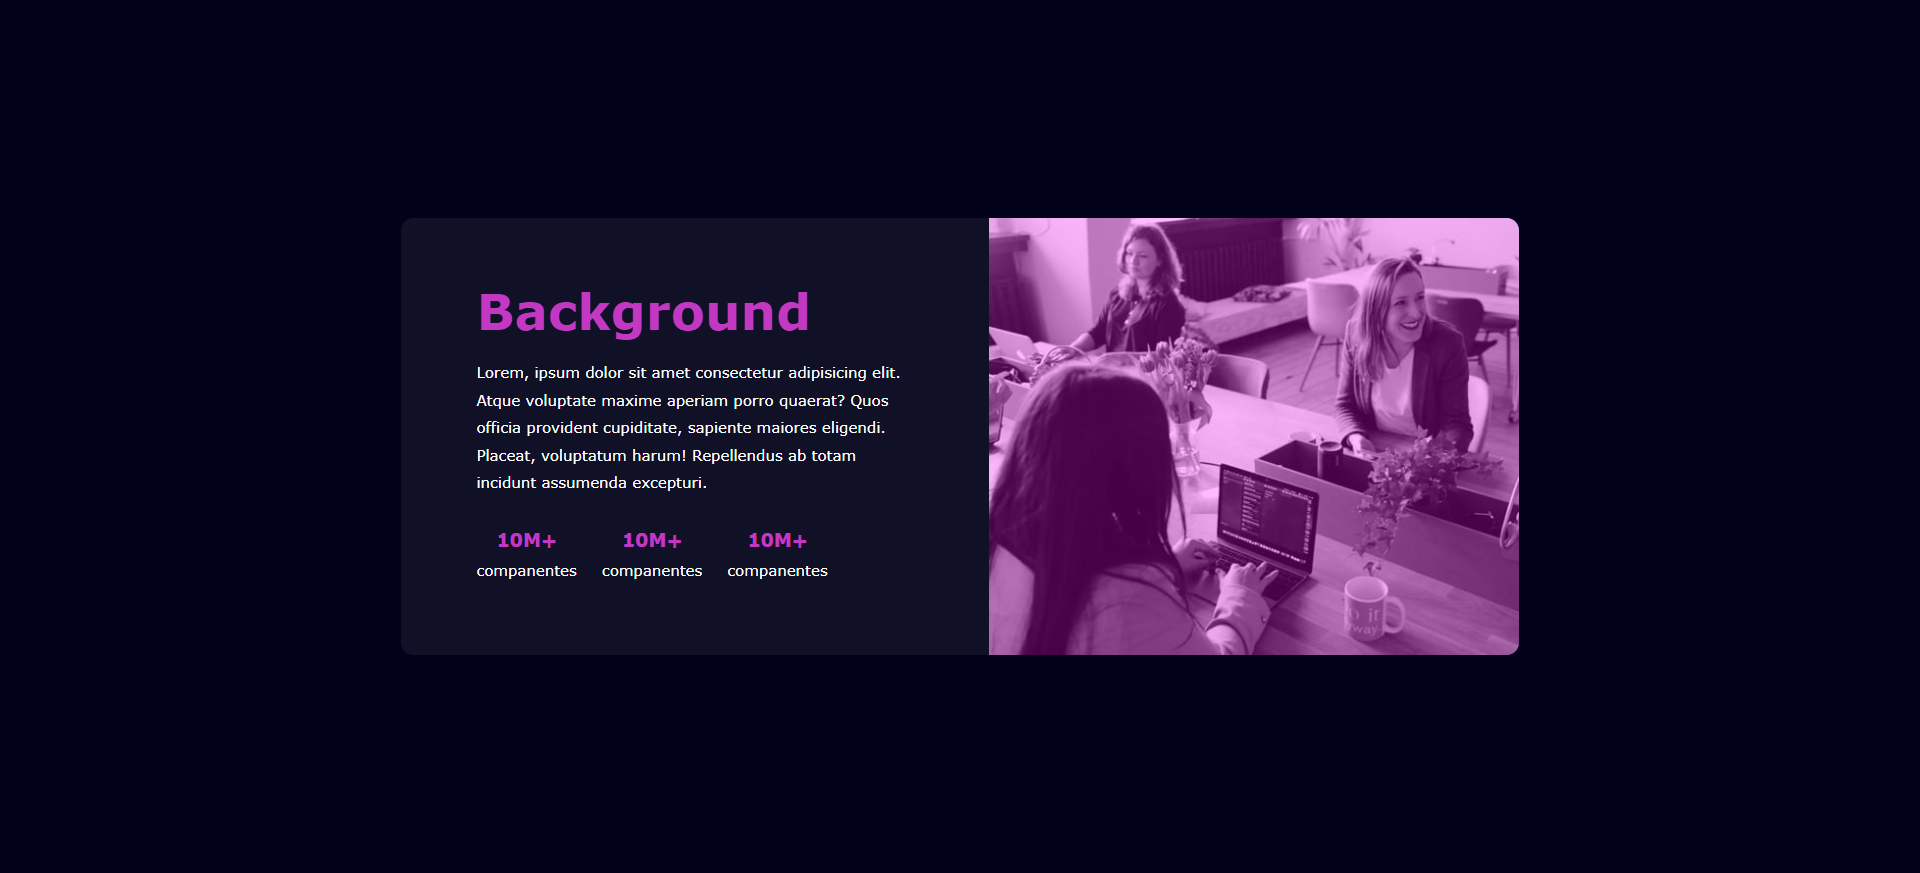 Background
Lorem, ipsum dolor sit amet consectetur adipisicing elit.
Atque voluptate maxime aperiam porro quaerat? Quos
officia provident cupiditate, sapiente maiores eligendi.
Placeat, voluptatum harum! Repellendus ab totam
incidunt assumenda excepturi.
10M+ 10M+ 10M+
companentes companentes companentes